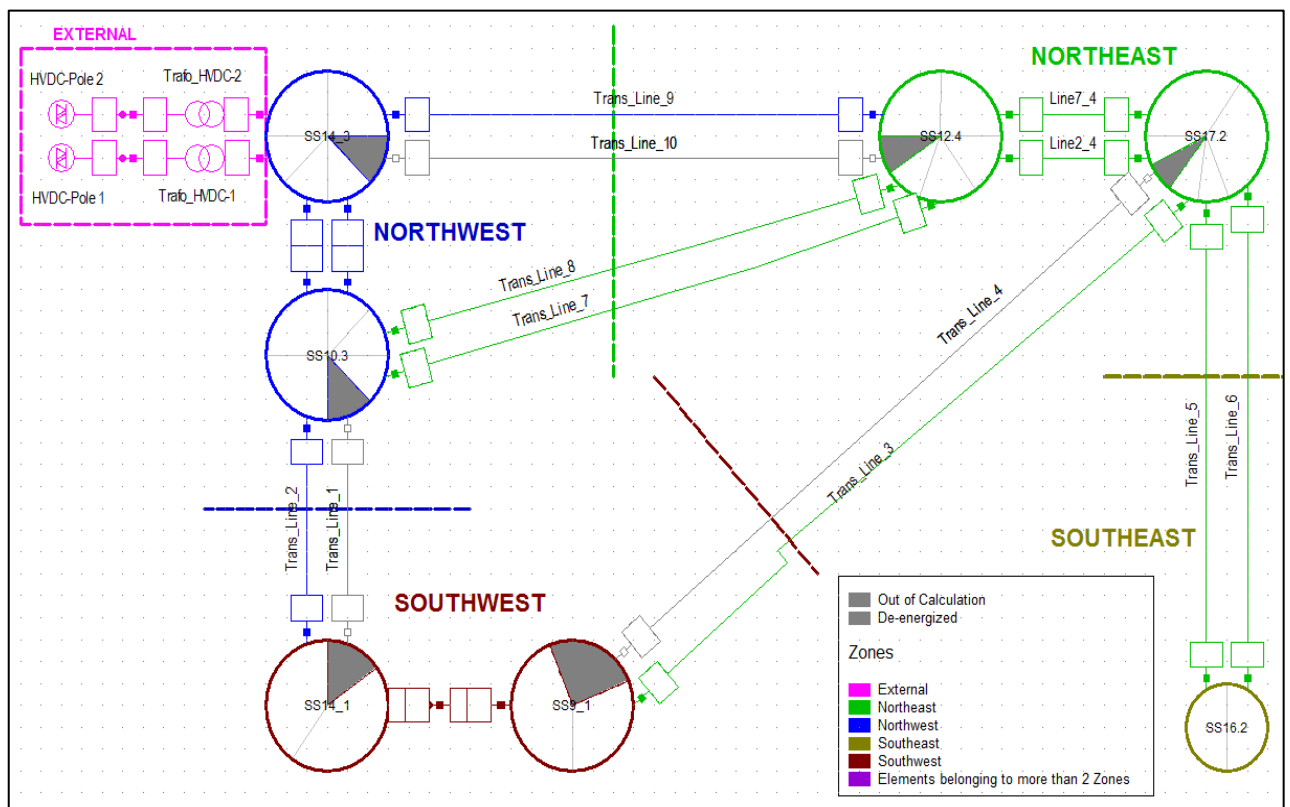 EXTERNAL
NORTHEAST
HVDC-Pole 2
Trafo_HVDC-2
Trans_Line_9
Line7_4
SS14_3
SS12.4
SS17.2
Trans_Line_10
Line2_4
HVDC-Pole 1
Trafo_HVDC-1
NORTHWEST
Trans_Line_8
Trans_Line_7
Trans_Line_4
SS10.3
Trans_Line_3
Trans_Line_5
Trans_Line_6
Trans_Line_2
Trans_Line_1
SOUTHEAST
SOUTHWEST
Out of Calculation
De-energized
Zones
External
Northeast
Northwest
Southeast
Southwest
Elements belonging to more than 2 Zones
SS14_1
SS9_1
SS16.2